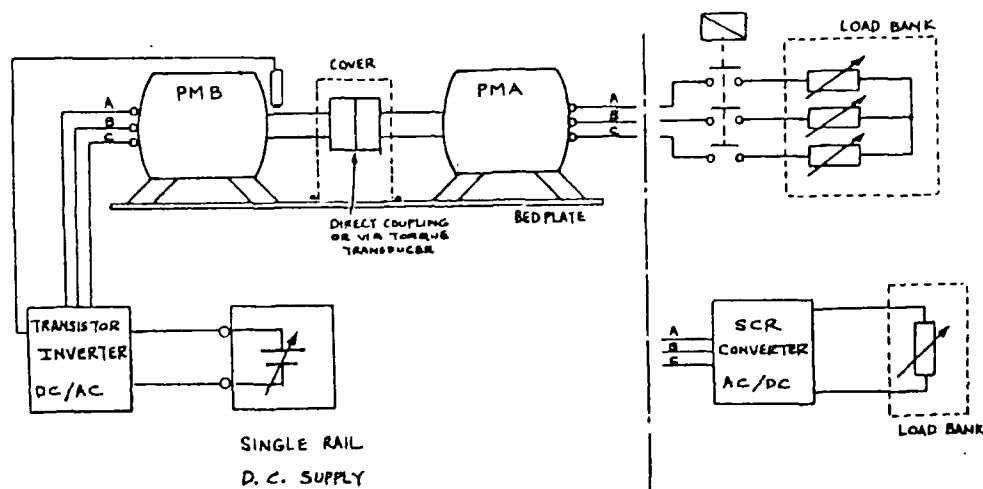 LOAD BANK
COVER
PMB
PMA
A
B
C
A
B
C
BEDPLATE
DIRECT COUPLING
OR VIA TORQUE
TRANSDUCER
TRANSISTOR
INVERTER
DC/AC
SINGLE RAIL
D.C. SUPPLY
A
B
C
SCR
CONVERTER
AC/DC
LOAD BANK